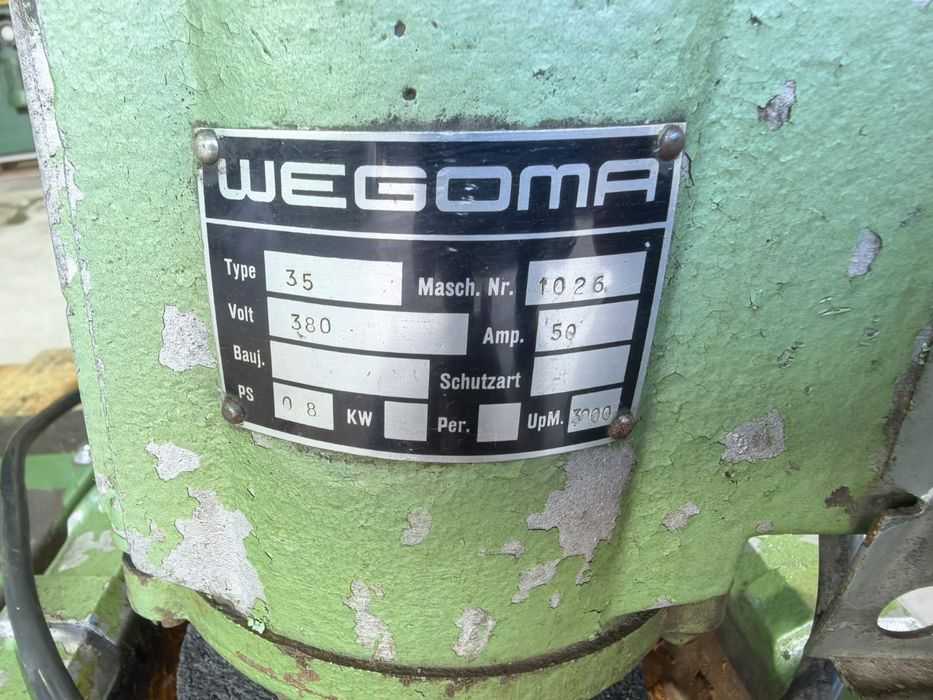 WEGOMA
Type 35 Masch. Nr. 1026
Volt 380 Amp. 50
Bauj. Schutzart
PS 0 8 KW Per. UpM. 3000